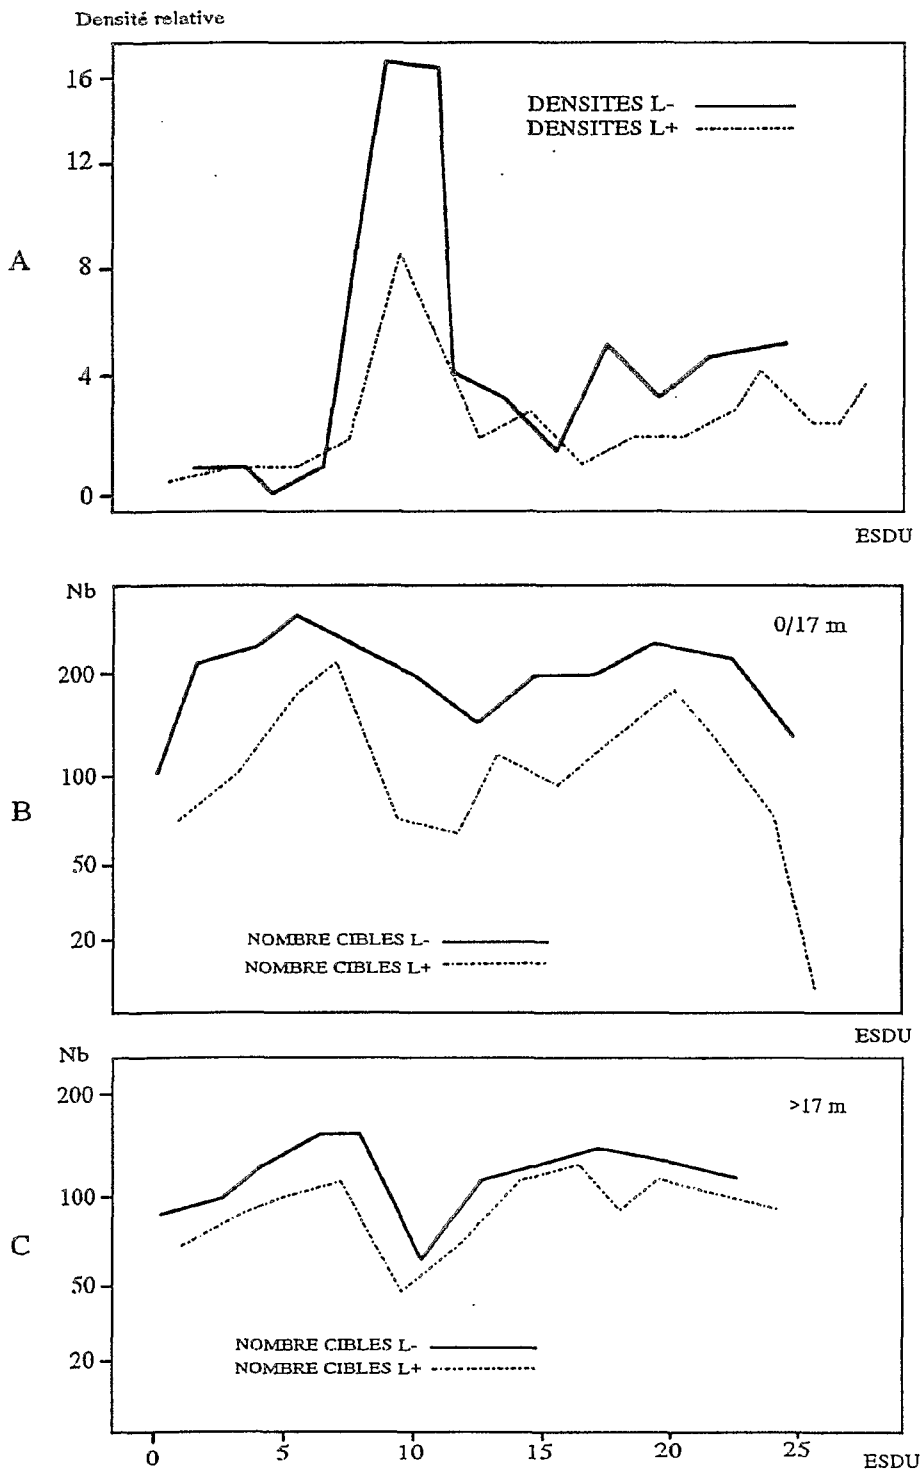 Densité relative
16
12
8
4
0
A
DENSITES L-
DENSITES L+
ESDU
Nb
0/17 m
200
100
50
20
B
NOMBRE CIBLES L-
NOMBRE CIBLES L+
ESDU
Nb
>17 m
200
100
50
20
C
NOMBRE CIBLES L-
NOMBRE CIBLES L+
0 5 10 15 20 25
ESDU